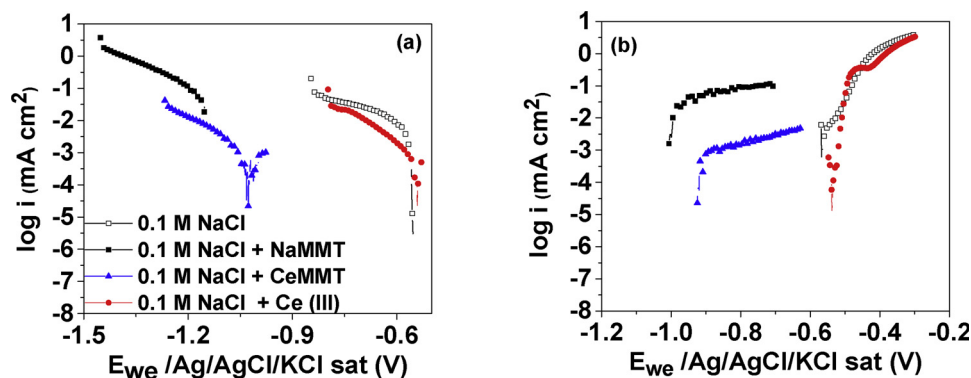 (a)
log i (mA cm²)
1
0
-1
-2
-3
-4
-5
-6
-7
-8
0.1 M NaCl
0.1 M NaCl + NaMMT
0.1 M NaCl + CeMMT
0.1 M NaCl + Ce (III)
-1.5 -1.2 -0.9 -0.6
E we /Ag/AgCl/KCl sat (V)
(b)
log i (mA cm²)
1
0
-1
-2
-3
-4
-5
-6
-7
-8
-1.2 -1.0 -0.8 -0.6 -0.4 -0.2
E we /Ag/AgCl/KCl sat (V)